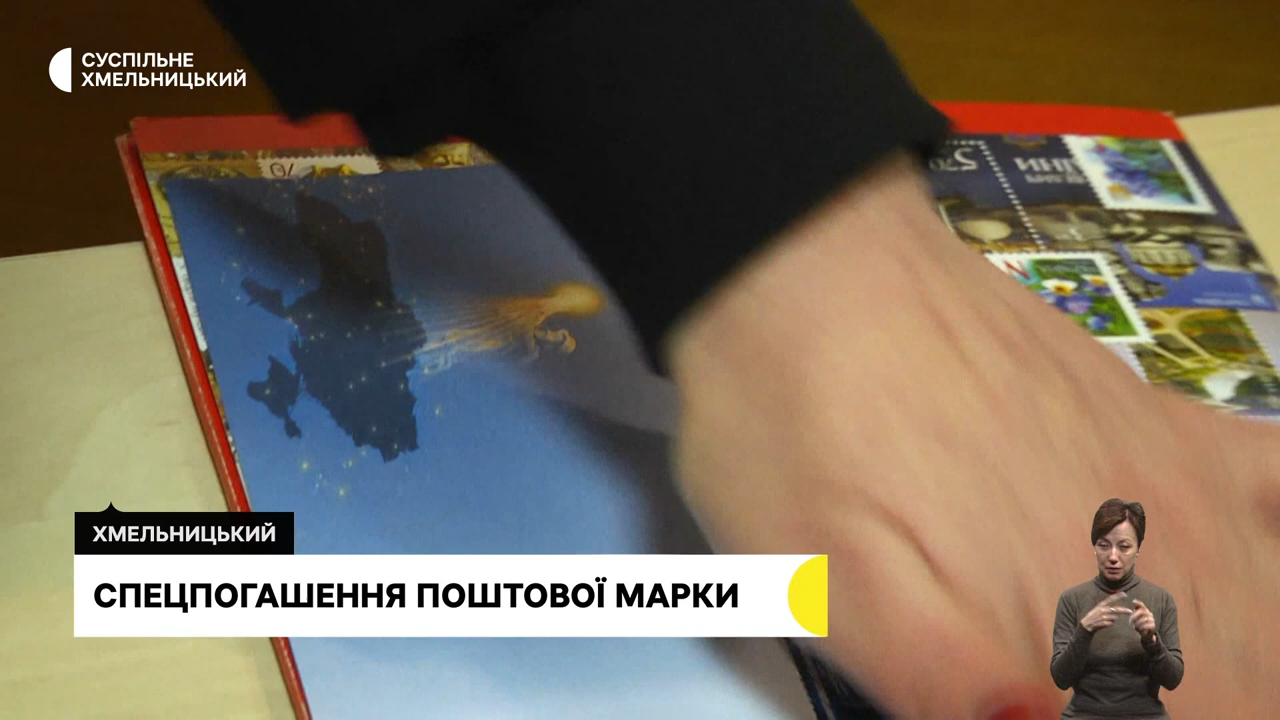 СУСПІЛЬНЕ
ХМЕЛЬНИЦЬКИЙ
ХМЕЛЬНИЦЬКИЙ
СПЕЦПОГАШЕННЯ ПОШТОВОЇ МАРКИ